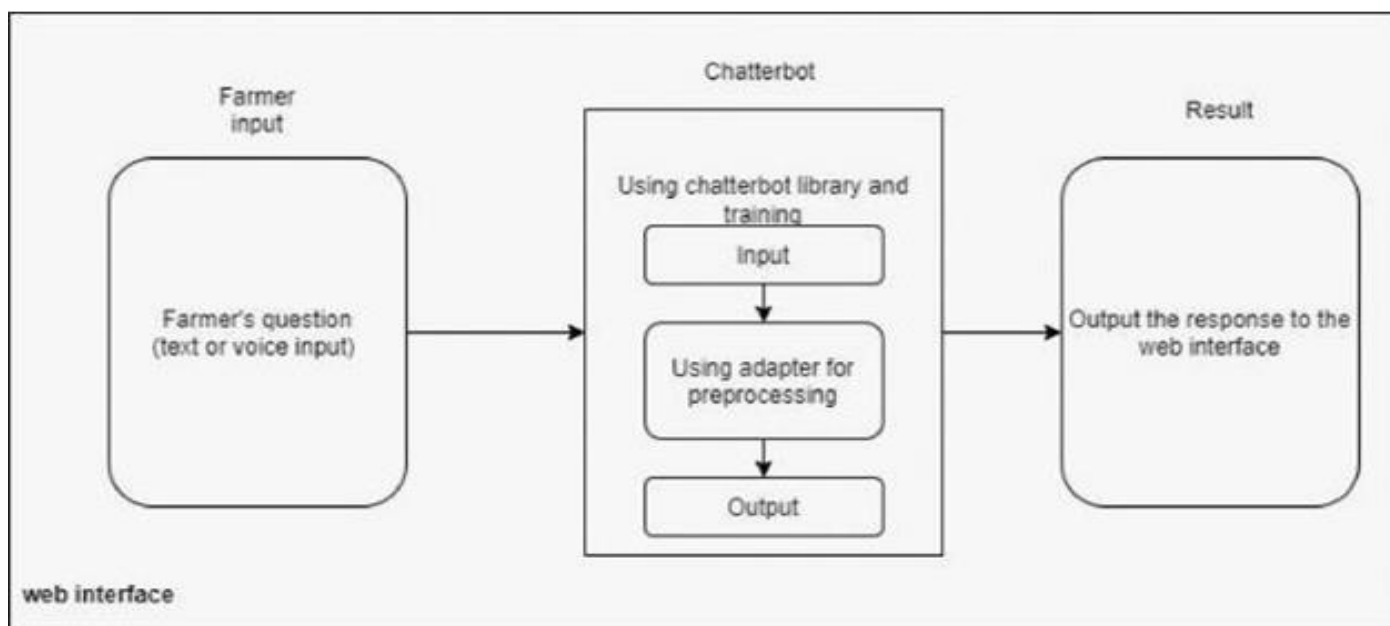 Farmer
input
Farmer's question
(text or voice input)
Chatterbot
Using chatterbot library and
training
Input
Using adapter for
preprocessing
Output
Result
Output the response to the
web interface
web interface